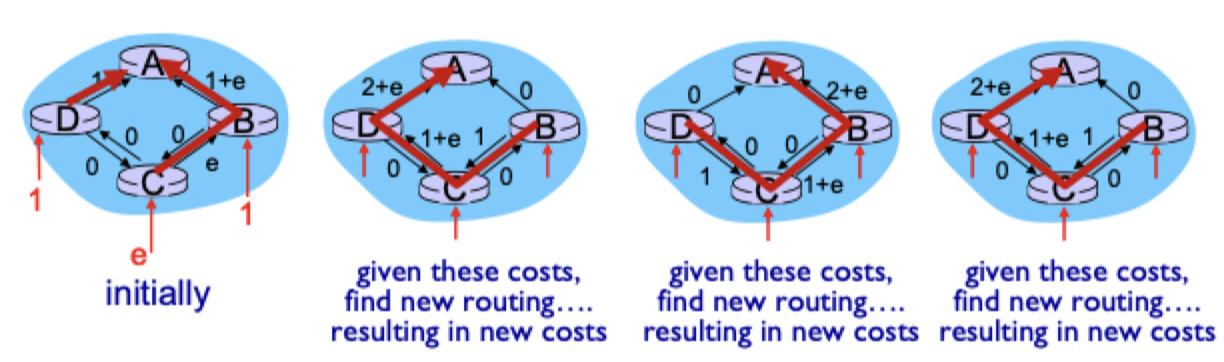 A
1 1+e
D B
0 0
0 e
C
1 1
e
initially
A
2+e 0
D B
1+e 1
0 0
C
given these costs,
find new routing....
resulting in new costs
A
0 2+e
D B
0 0
1 1+e
C
given these costs,
find new routing....
resulting in new costs
A
2+e 0
D B
1+e 1
0 0
C
given these costs,
find new routing....
resulting in new costs